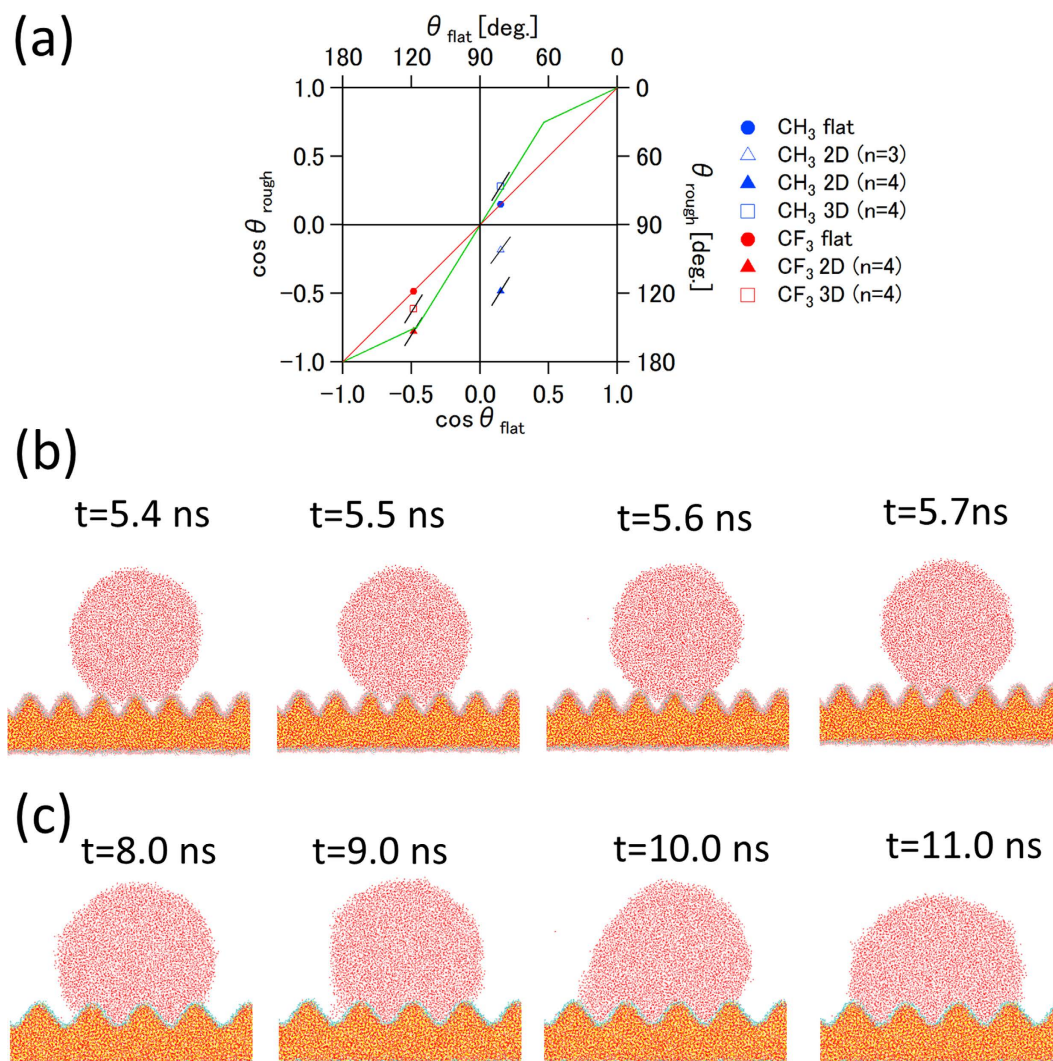 (a)
θ flat [deg.]
180 120 90 60 0
1.0 0
0.5 60
0.0 90
−0.5 120
−1.0 180
cos θ rough
θ rough [deg.]
−1.0 −0.5 0.0 0.5 1.0
cos θ flat
CH₃ flat
CH₃ 2D (n=3)
CH₃ 2D (n=4)
CH₃ 3D (n=4)
CF₃ flat
CF₃ 2D (n=4)
CF₃ 3D (n=4)
(b)
t=5.4 ns t=5.5 ns t=5.6 ns t=5.7ns
(c)
t=8.0 ns t=9.0 ns t=10.0 ns t=11.0 ns